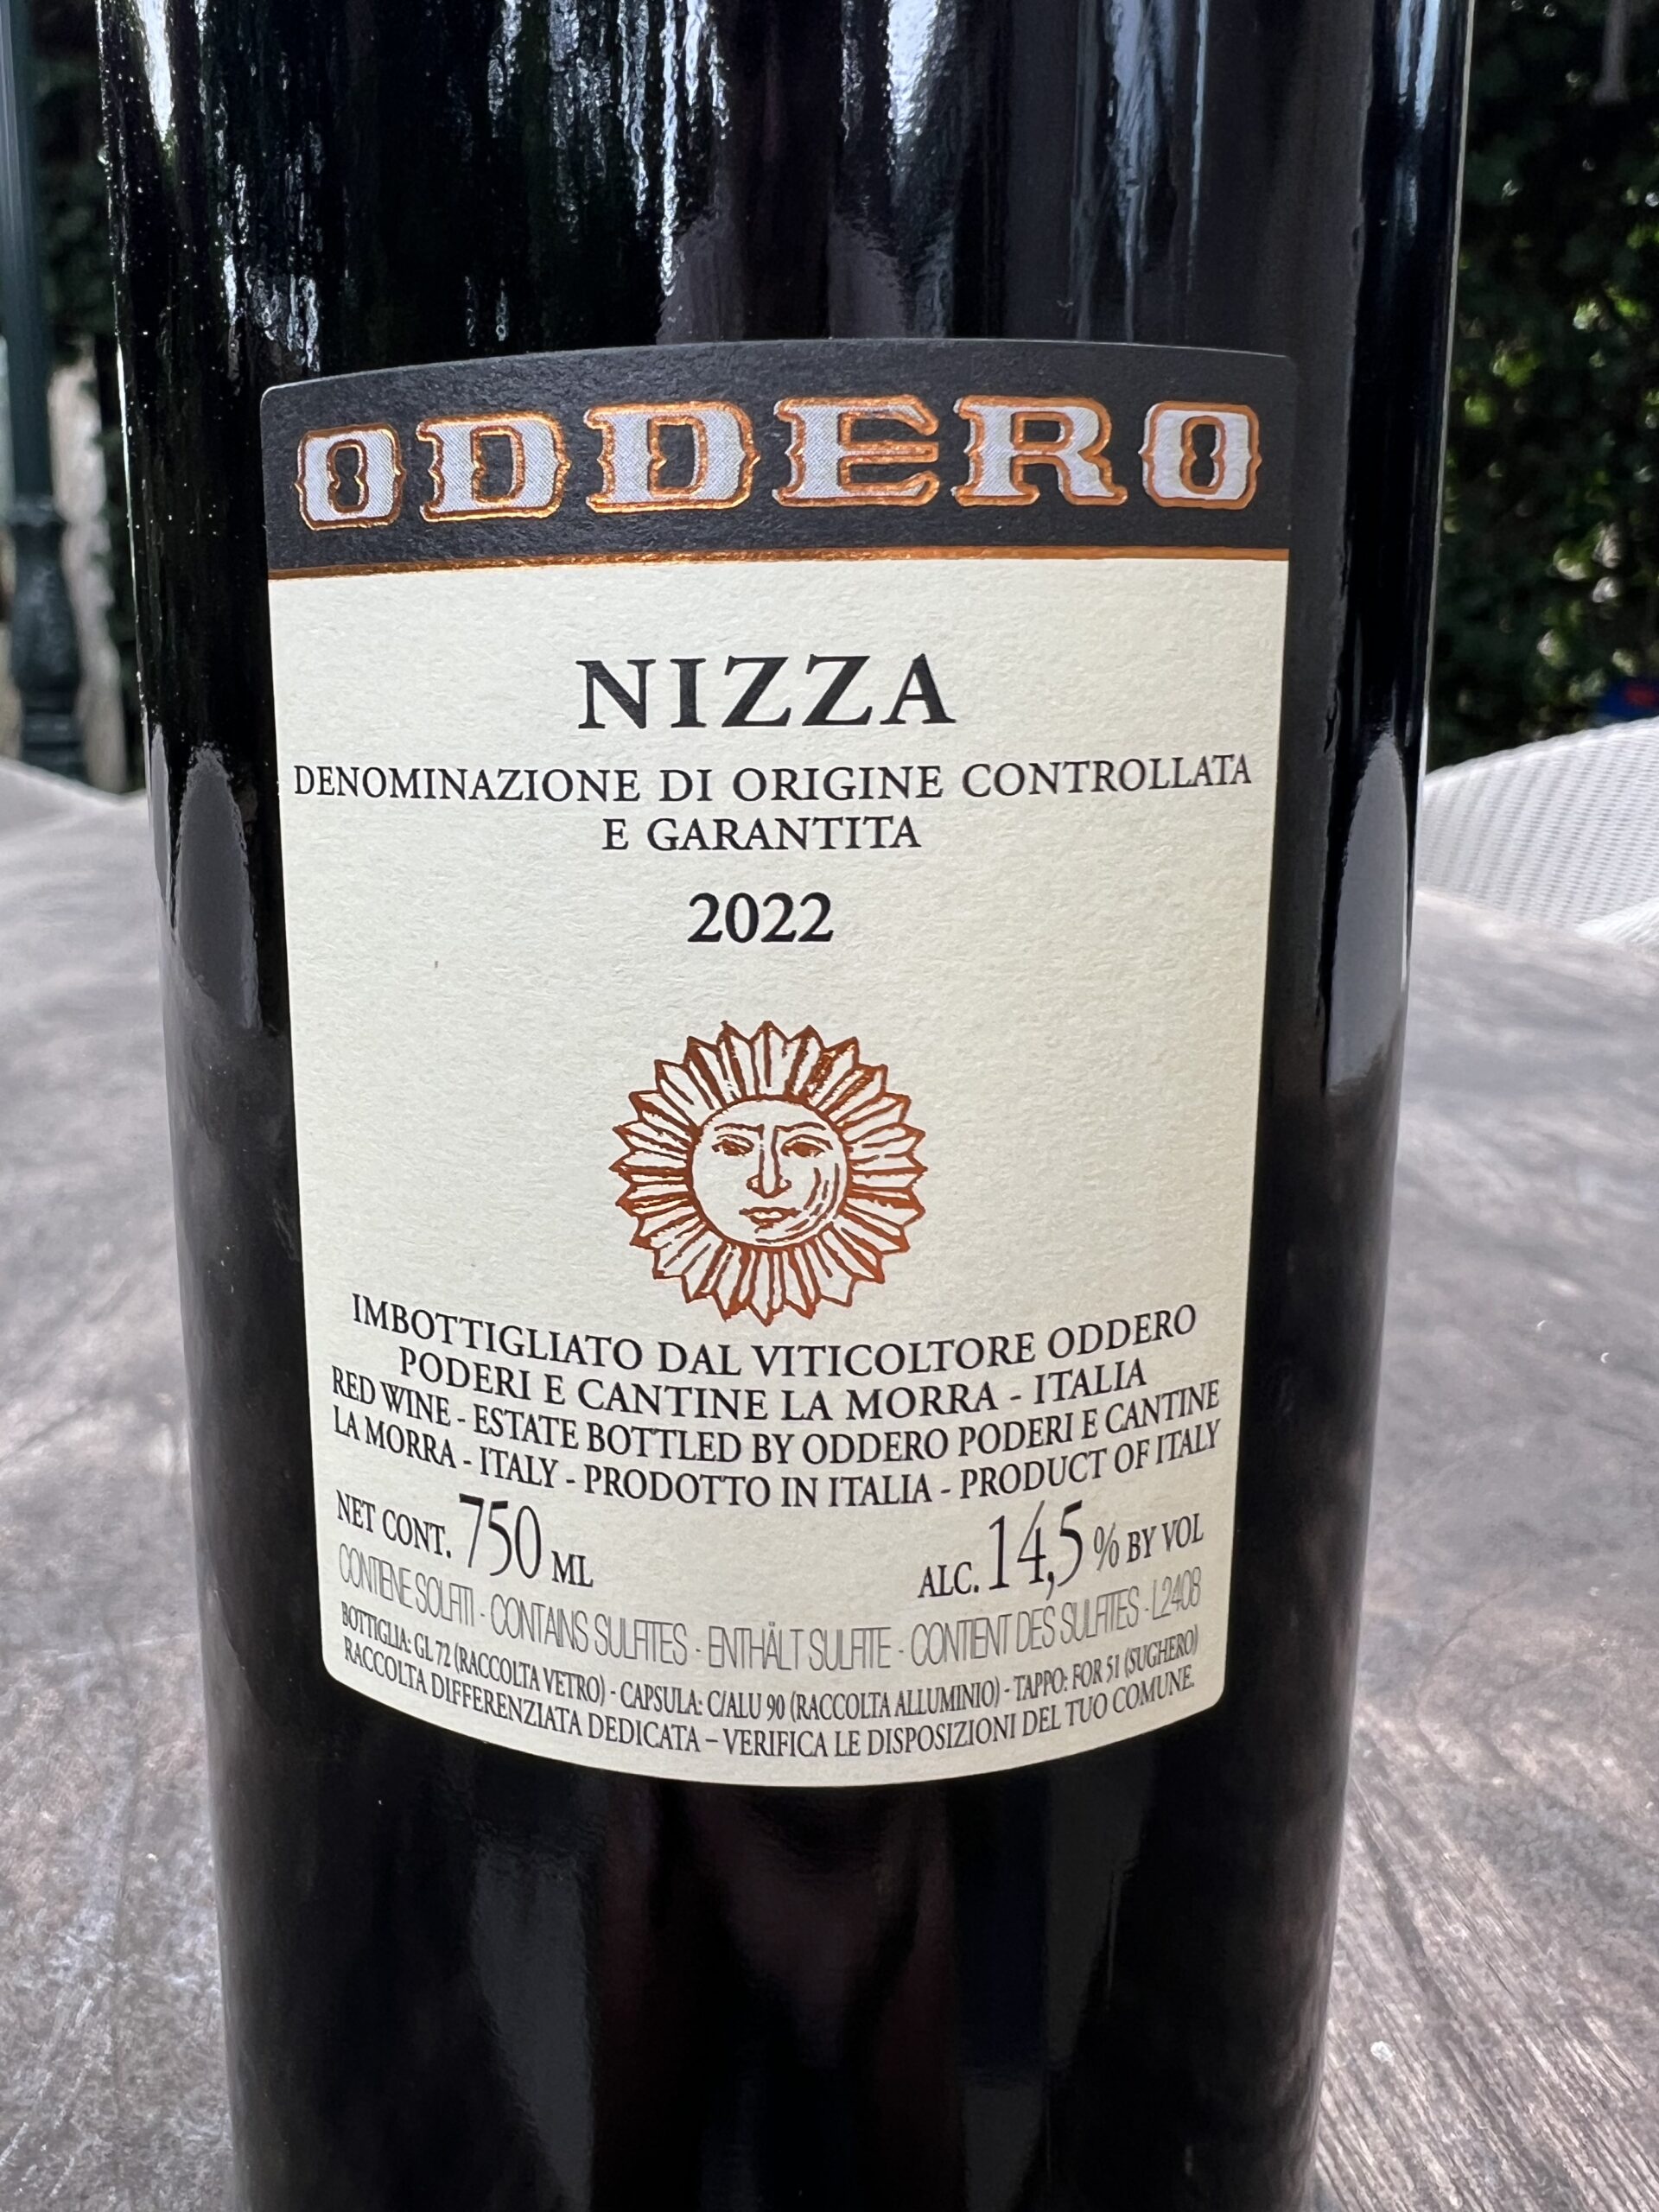 ODDERO
NIZZA
DENOMINAZIONE DI ORIGINE CONTROLLATA
E GARANTITA
2022
IMBOTTIGLIATO DAL VITICOLTORE ODDERO
PODERI E CANTINE LA MORRA - ITALIA
RED WINE - ESTATE BOTTLED BY ODDERO PODERI E CANTINE
LA MORRA - ITALY - PRODOTTO IN ITALIA - PRODUCT OF ITALY
NET CONT. 750 ML ALC. 14,5 % BY VOL
CONTIENE SOLFITI - CONTAINS SULFITES - ENTHÄLT SULFITE - CONTIENT DES SULFITES - L2408
BOTTIGLIA: GL 72 (RACCOLTA VETRO) - CAPSULA: C/ALU 90 (RACCOLTA ALLUMINIO) - TAPPO: FOR 51 (SUGHERO)
RACCOLTA DIFFERENZIATA DEDICATA – VERIFICA LE DISPOSIZIONI DEL TUO COMUNE.